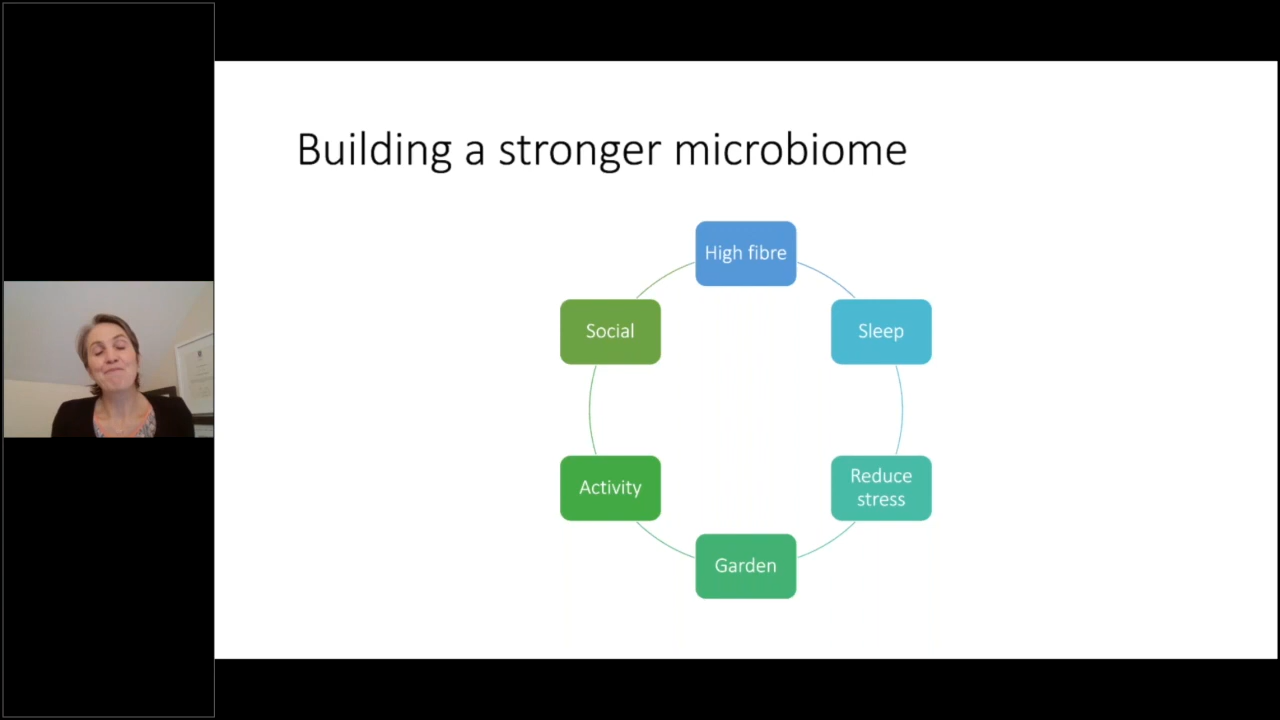 Building a stronger microbiome
High fibre
Social
Sleep
Activity
Reduce
stress
Garden